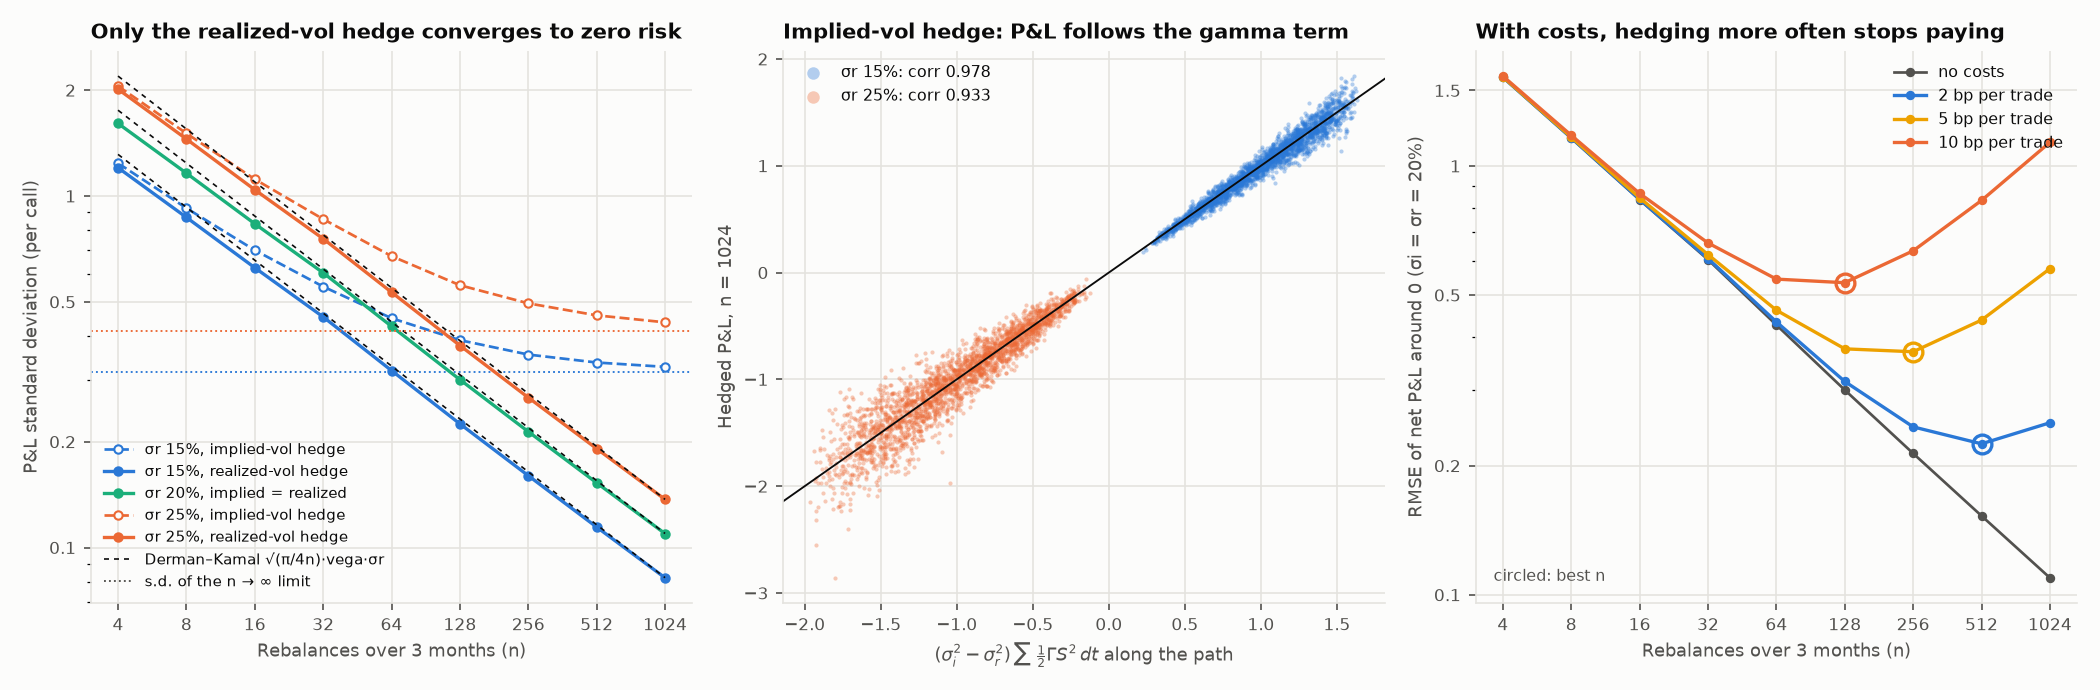 Only the realized-vol hedge converges to zero risk
P&L standard deviation (per call)
2
1
0.5
0.2
0.1
σr 15%, implied-vol hedge
σr 15%, realized-vol hedge
σr 20%, implied = realized
σr 25%, implied-vol hedge
σr 25%, realized-vol hedge
Derman–Kamal √(π/4n)·vega·σr
s.d. of the n → ∞ limit
4 8 16 32 64 128 256 512 1024
Rebalances over 3 months (n)
Implied-vol hedge: P&L follows the gamma term
Hedged P&L, n = 1024
σr 15%: corr 0.978
σr 25%: corr 0.933
2
1
0
−1
−2
−3
−2.0 −1.5 −1.0 −0.5 0.0 0.5 1.0 1.5
(σ_i^2 − σ_r^2) ∑ ½ΓS² dt along the path
With costs, hedging more often stops paying
RMSE of net P&L around 0 (σi = σr = 20%)
no costs
2 bp per trade
5 bp per trade
10 bp per trade
1.5
1
0.5
0.2
0.1
circled: best n
4 8 16 32 64 128 256 512 1024
Rebalances over 3 months (n)